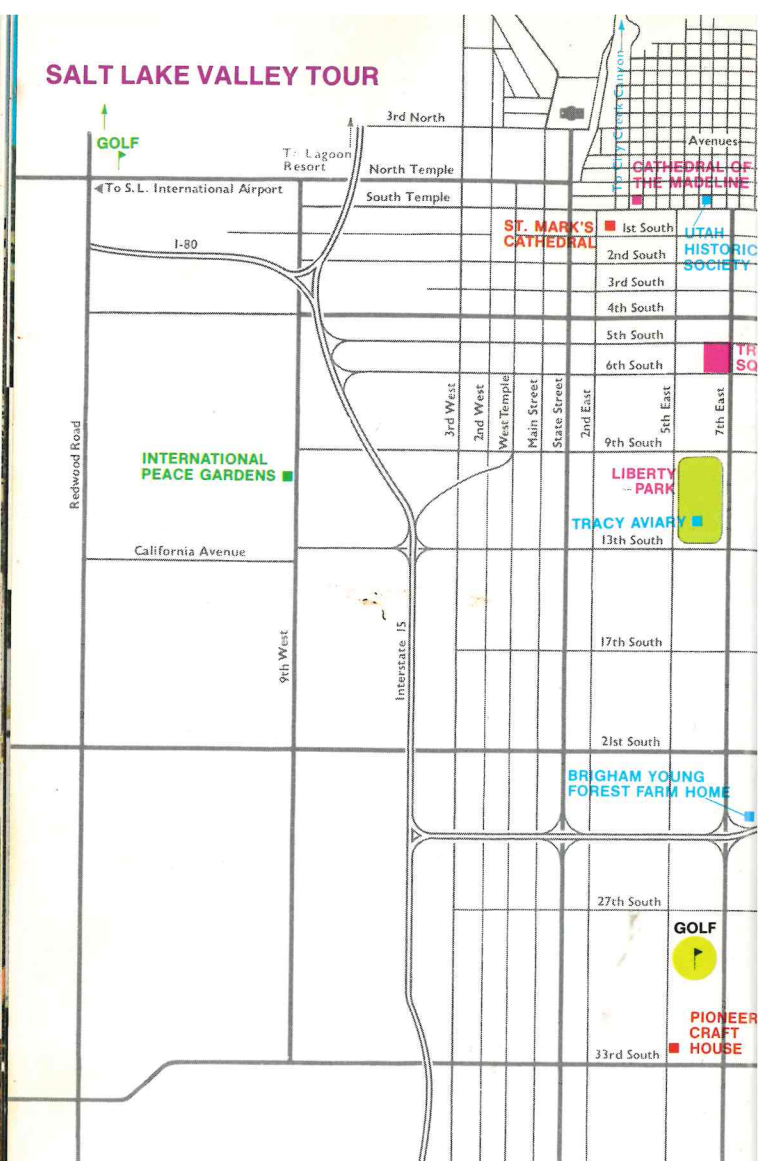 SALT LAKE VALLEY TOUR
GOLF
To Lagoon
Resort
3rd North
To City Creek Canyon
Avenues
North Temple
CATHEDRAL OF
THE MADELINE
To S.L. International Airport
South Temple
ST. MARK'S
CATHEDRAL
1st South
UTAH
HISTORIC
SOCIETY
I-80
2nd South
3rd South
4th South
5th South
TR
SQ
6th South
3rd West
2nd West
West Temple
Main Street
State Street
2nd East
5th East
7th East
9th South
Redwood Road
INTERNATIONAL
PEACE GARDENS
LIBERTY
PARK
TRACY AVIARY
13th South
California Avenue
9th West
Interstate 15
17th South
21st South
BRIGHAM YOUNG
FOREST FARM HOME
27th South
GOLF
PIONEER
CRAFT
HOUSE
33rd South